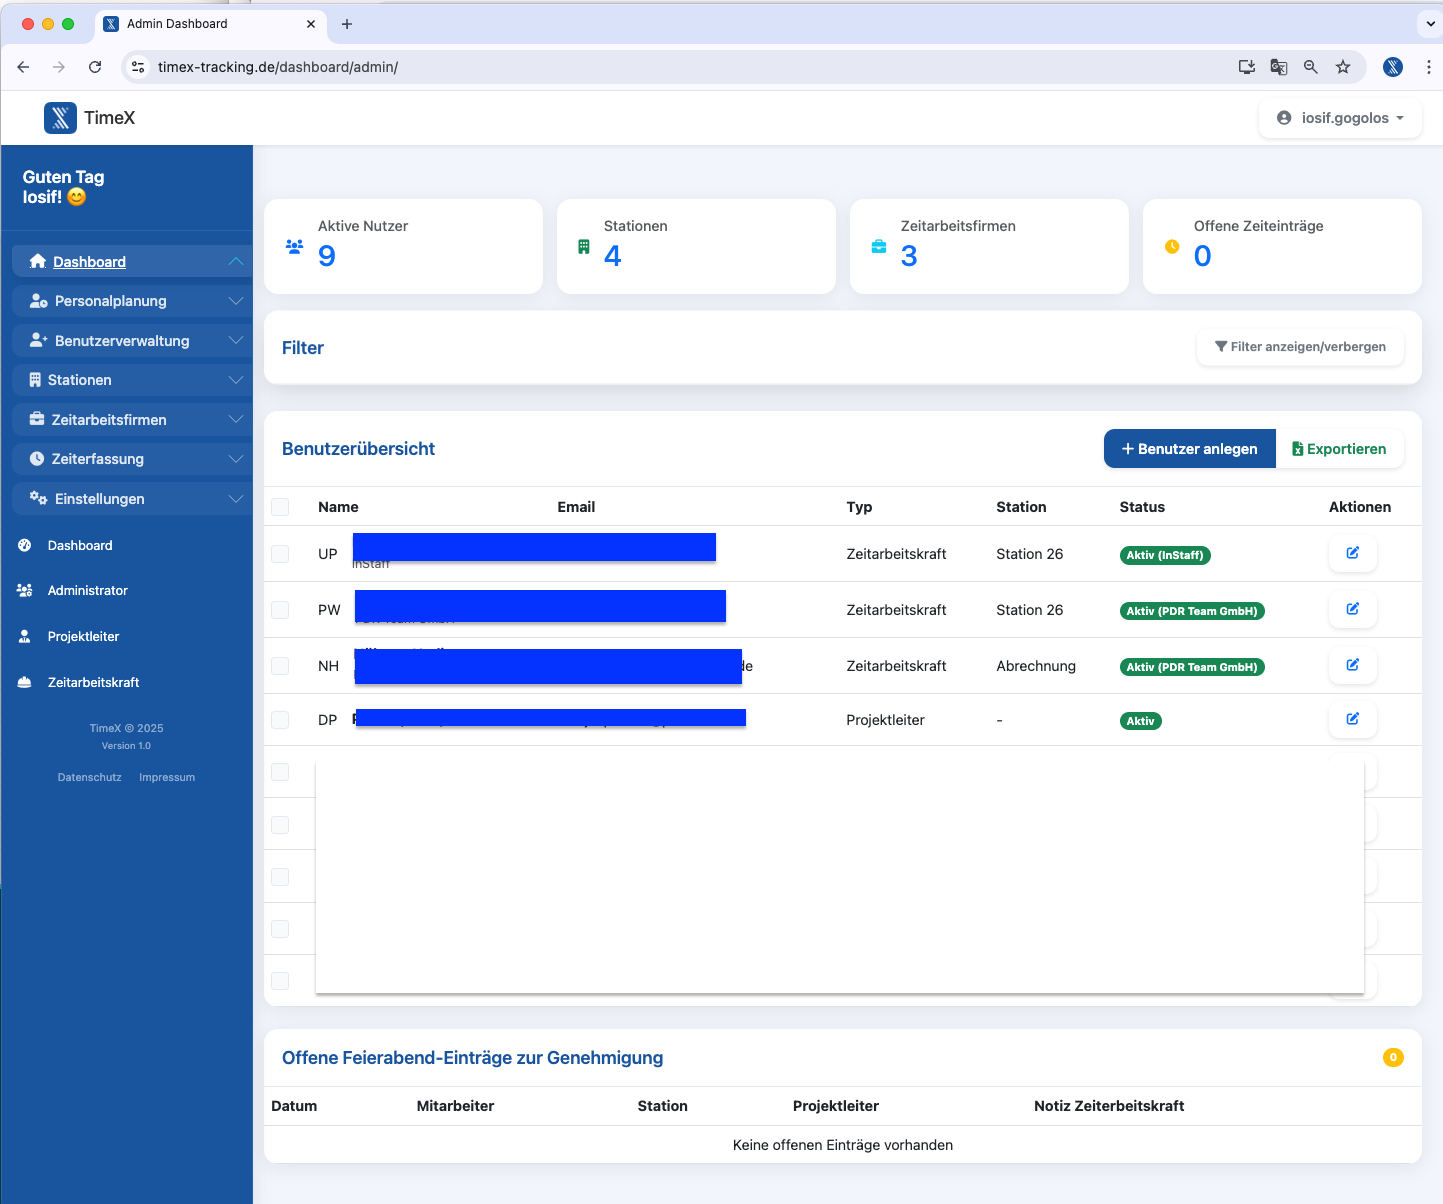 Admin Dashboard
timex-tracking.de/dashboard/admin/
TimeX
iosif.gogolos
Guten Tag
Iosif! 😊
Dashboard
Personalplanung
Benutzerverwaltung
Stationen
Zeitarbeitsfirmen
Zeiterfassung
Einstellungen
Dashboard
Administrator
Projektleiter
Zeitarbeitskraft
TimeX © 2025
Version 1.0
Datenschutz Impressum
Aktive Nutzer
9
Stationen
4
Zeitarbeitsfirmen
3
Offene Zeiteinträge
0
Filter
Filter anzeigen/verbergen
Benutzerübersicht
+ Benutzer anlegen
Exportieren
Name Email Typ Station Status Aktionen
UP Zeitarbeitskraft Station 26 Aktiv (InStaff)
InStaff
PW Zeitarbeitskraft Station 26 Aktiv (PDR Team GmbH)
NH de Zeitarbeitskraft Abrechnung Aktiv (PDR Team GmbH)
DP Projektleiter - Aktiv
Offene Feierabend-Einträge zur Genehmigung
0
Datum Mitarbeiter Station Projektleiter Notiz Zeiterbeitskraft
Keine offenen Einträge vorhanden